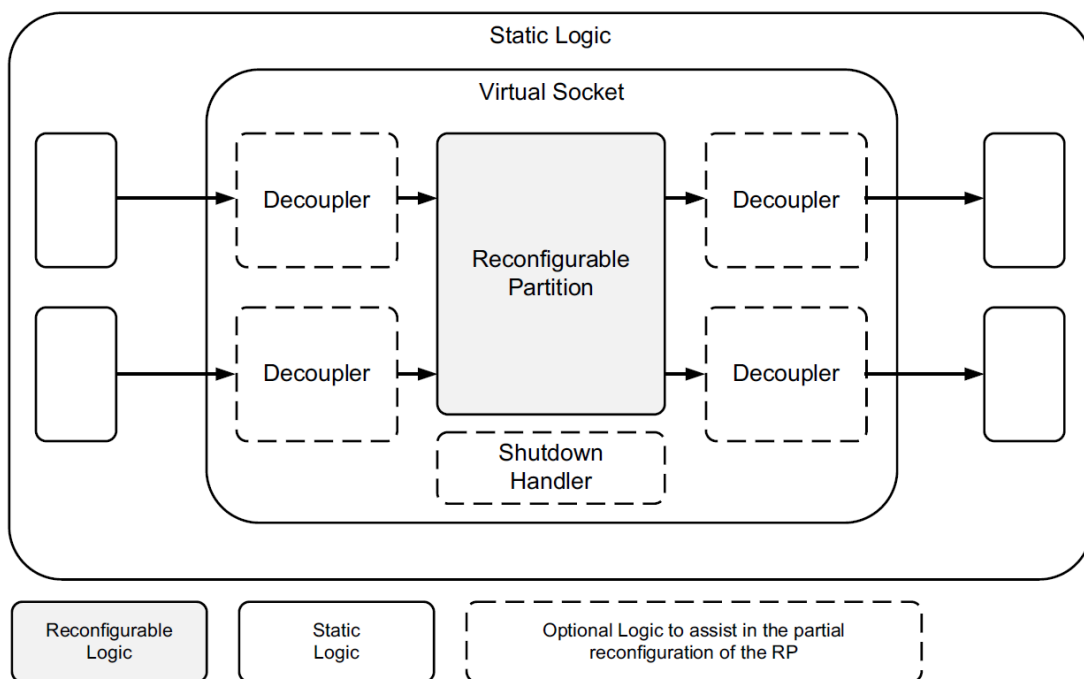 Static Logic
Virtual Socket
Decoupler
Decoupler
Reconfigurable
Partition
Decoupler
Decoupler
Shutdown
Handler
Reconfigurable
Logic
Static
Logic
Optional Logic to assist in the partial
reconfiguration of the RP